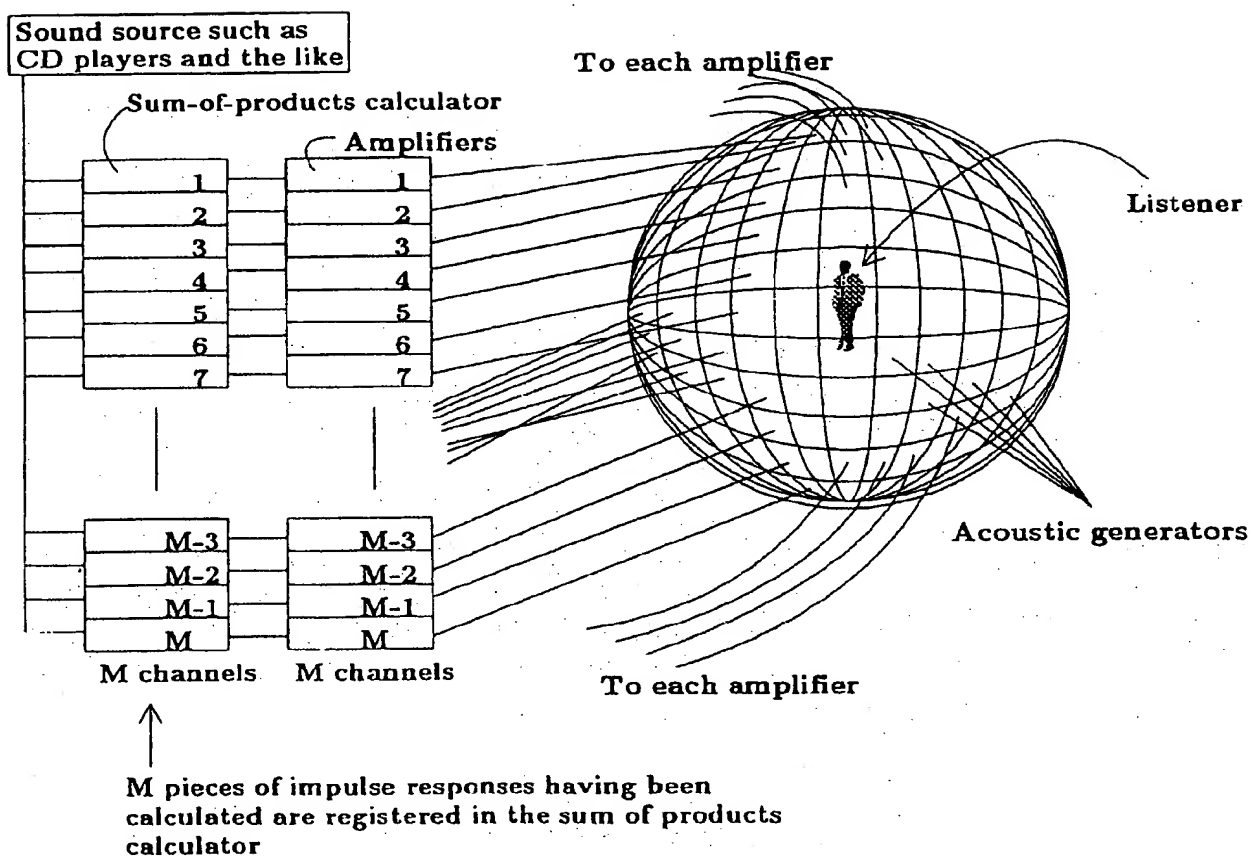 Sound source such as
CD players and the like
To each amplifier
Sum-of-products calculator
Amplifiers
Listener
1 1
2 2
3 3
4 4
5 5
6 6
7 7
M-3 M-3
M-2 M-2
M-1 M-1
M M
Acoustic generators
M channels M channels
To each amplifier
M pieces of impulse responses having been
calculated are registered in the sum of products
calculator